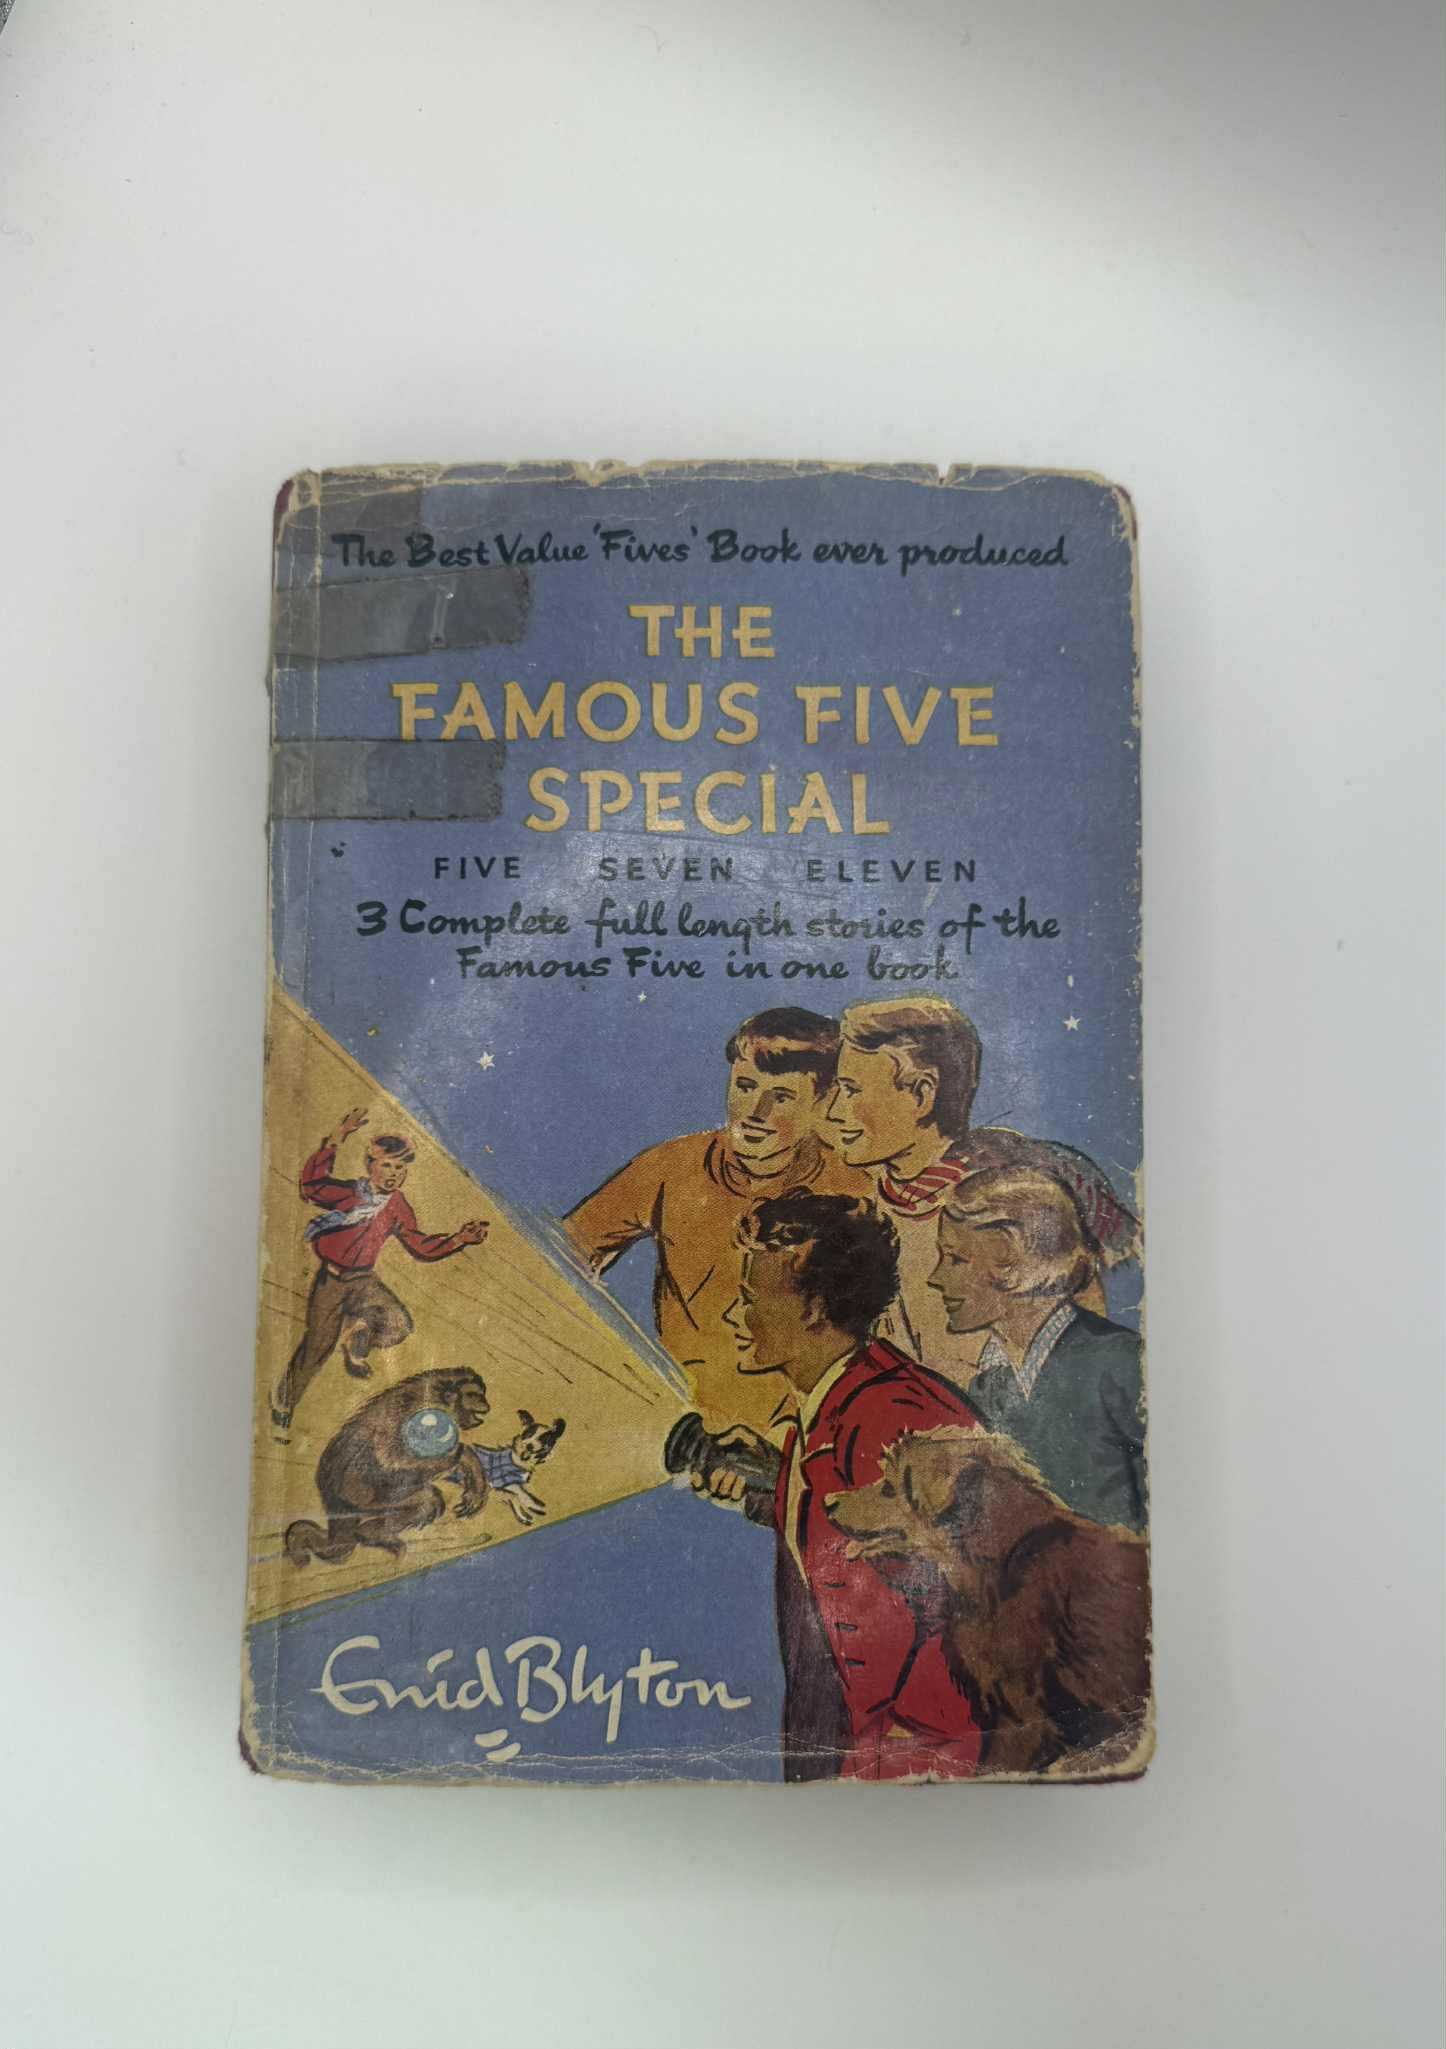 The Best Value 'Fives' Book ever produced
THE
FAMOUS FIVE
SPECIAL
FIVE SEVEN ELEVEN
3 Complete full length stories of the
Famous Five in one book
Enid Blyton